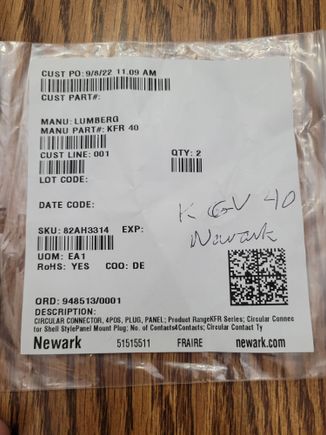 CUST PO: 9/8/22 11.09 AM
CUST PART#:
MANU: LUMBERG
MANU PART#: KFR 40
CUST LINE: 001 QTY: 2
LOT CODE:
DATE CODE:
K GV 40
Newark
SKU: 82AH3314 EXP:
UOM: EA1
RoHS: YES COO: DE
ORD: 948513/0001
DESCRIPTION:
CIRCULAR CONNECTOR, 4POS, PLUG, PANEL; Product RangeKFR Series; Circular Connec
tor Shell StylePanel Mount Plug; No. of Contacts4Contacts; Circular Contact Ty
Newark 51515511 FRAIRE newark.com